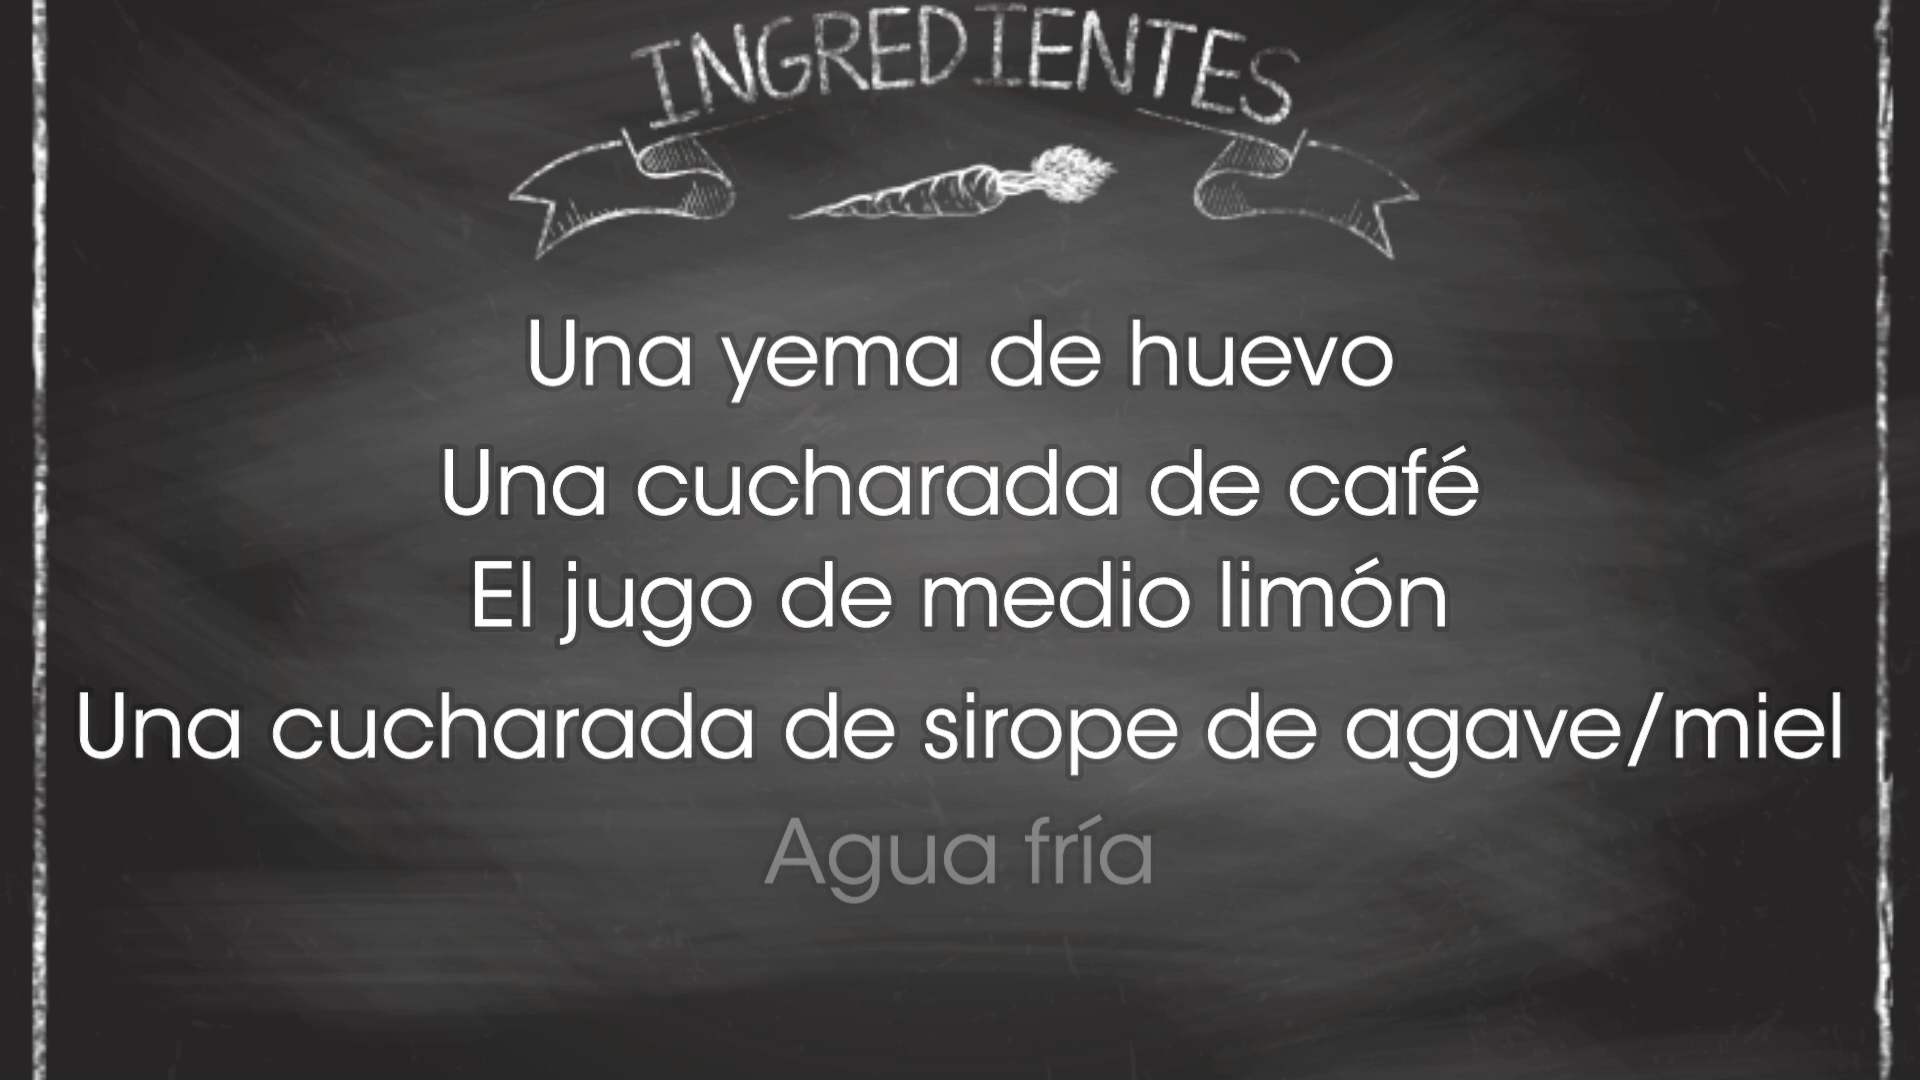 INGREDIENTES
Una yema de huevo
Una cucharada de café
El jugo de medio limón
Una cucharada de sirope de agave/miel
Agua fría